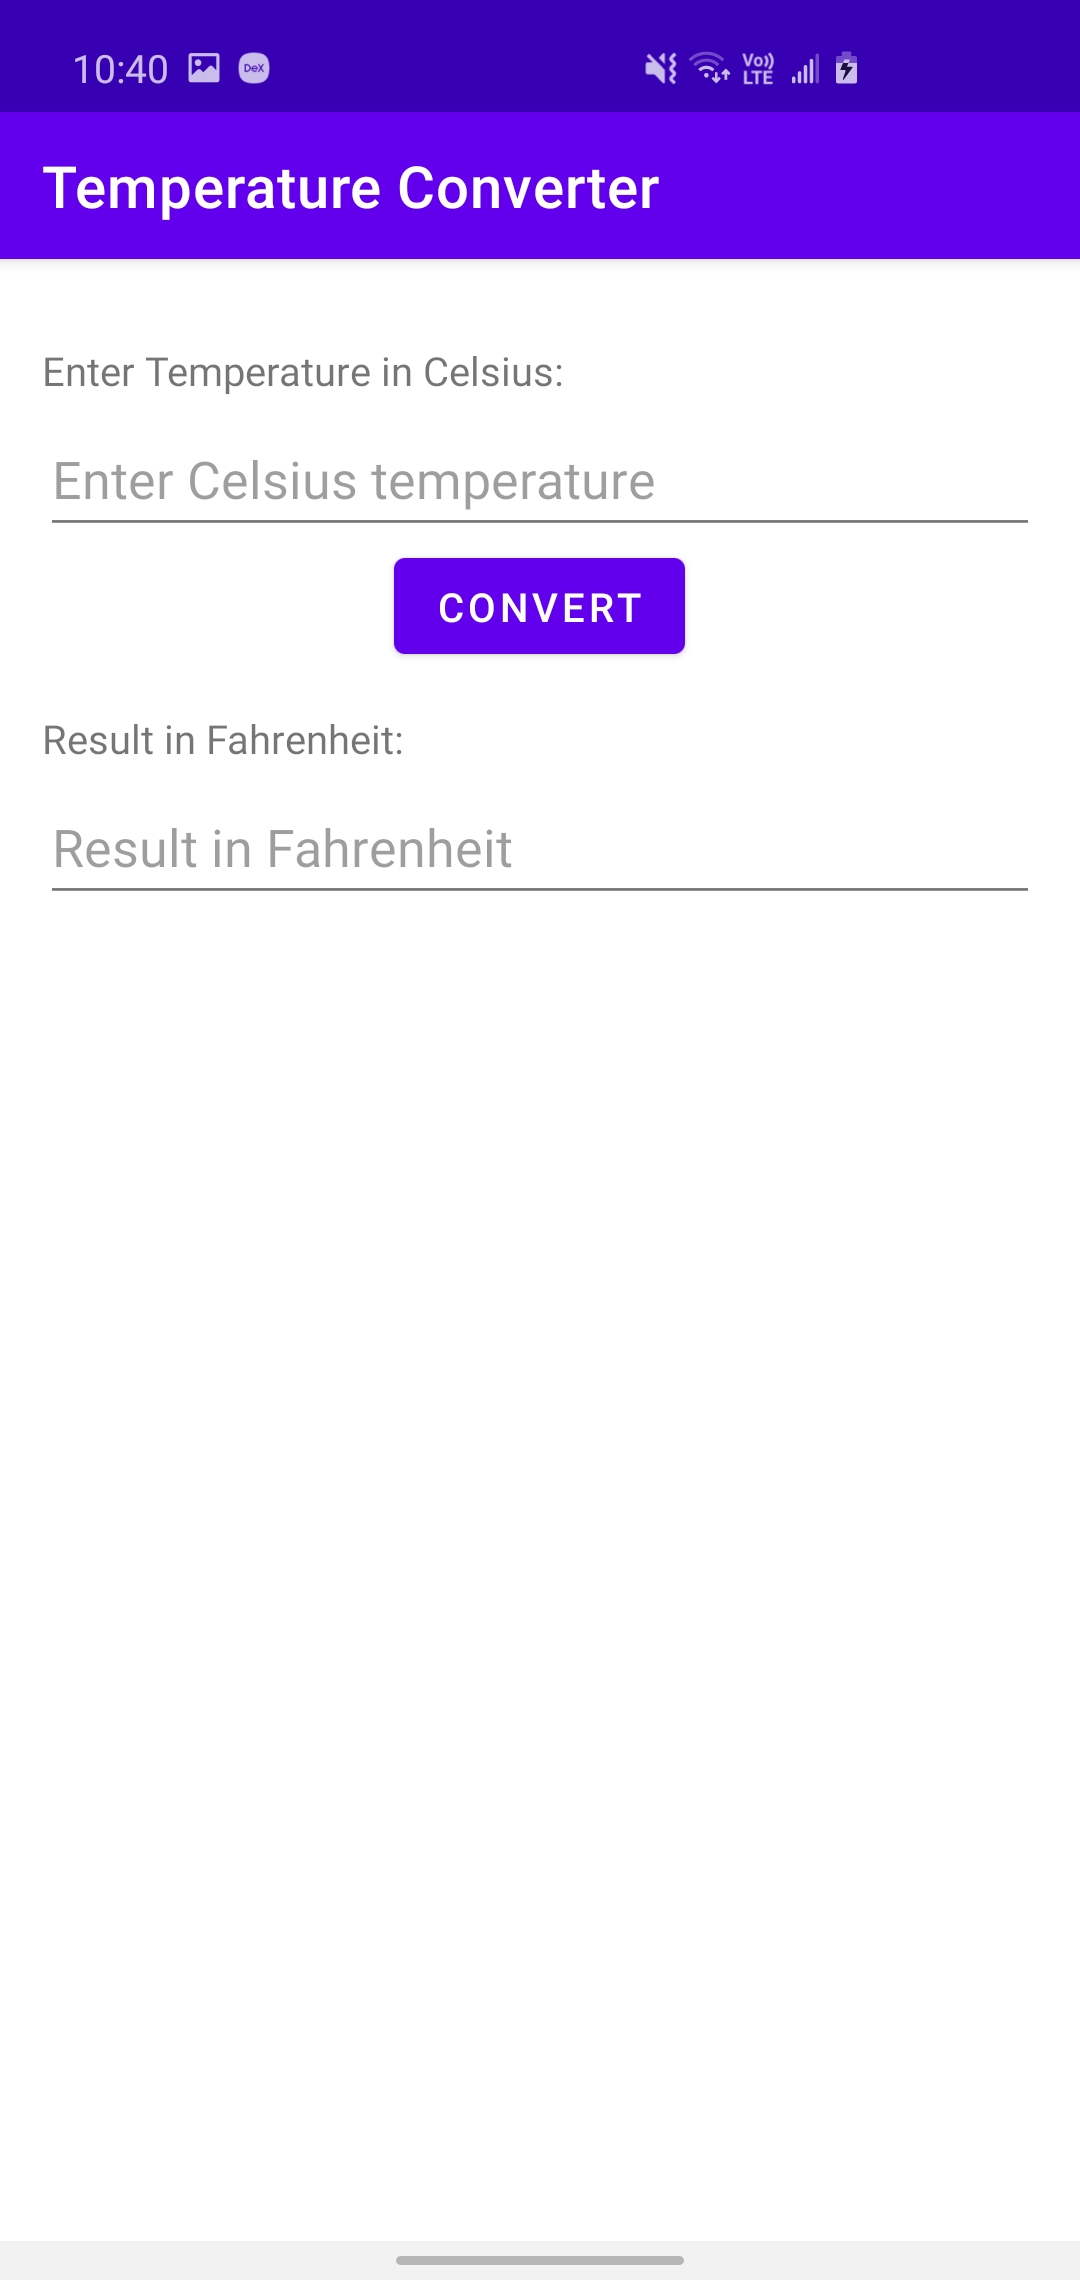 10:40 DeX Vo)) LTE
Temperature Converter
Enter Temperature in Celsius:
Enter Celsius temperature
CONVERT
Result in Fahrenheit:
Result in Fahrenheit